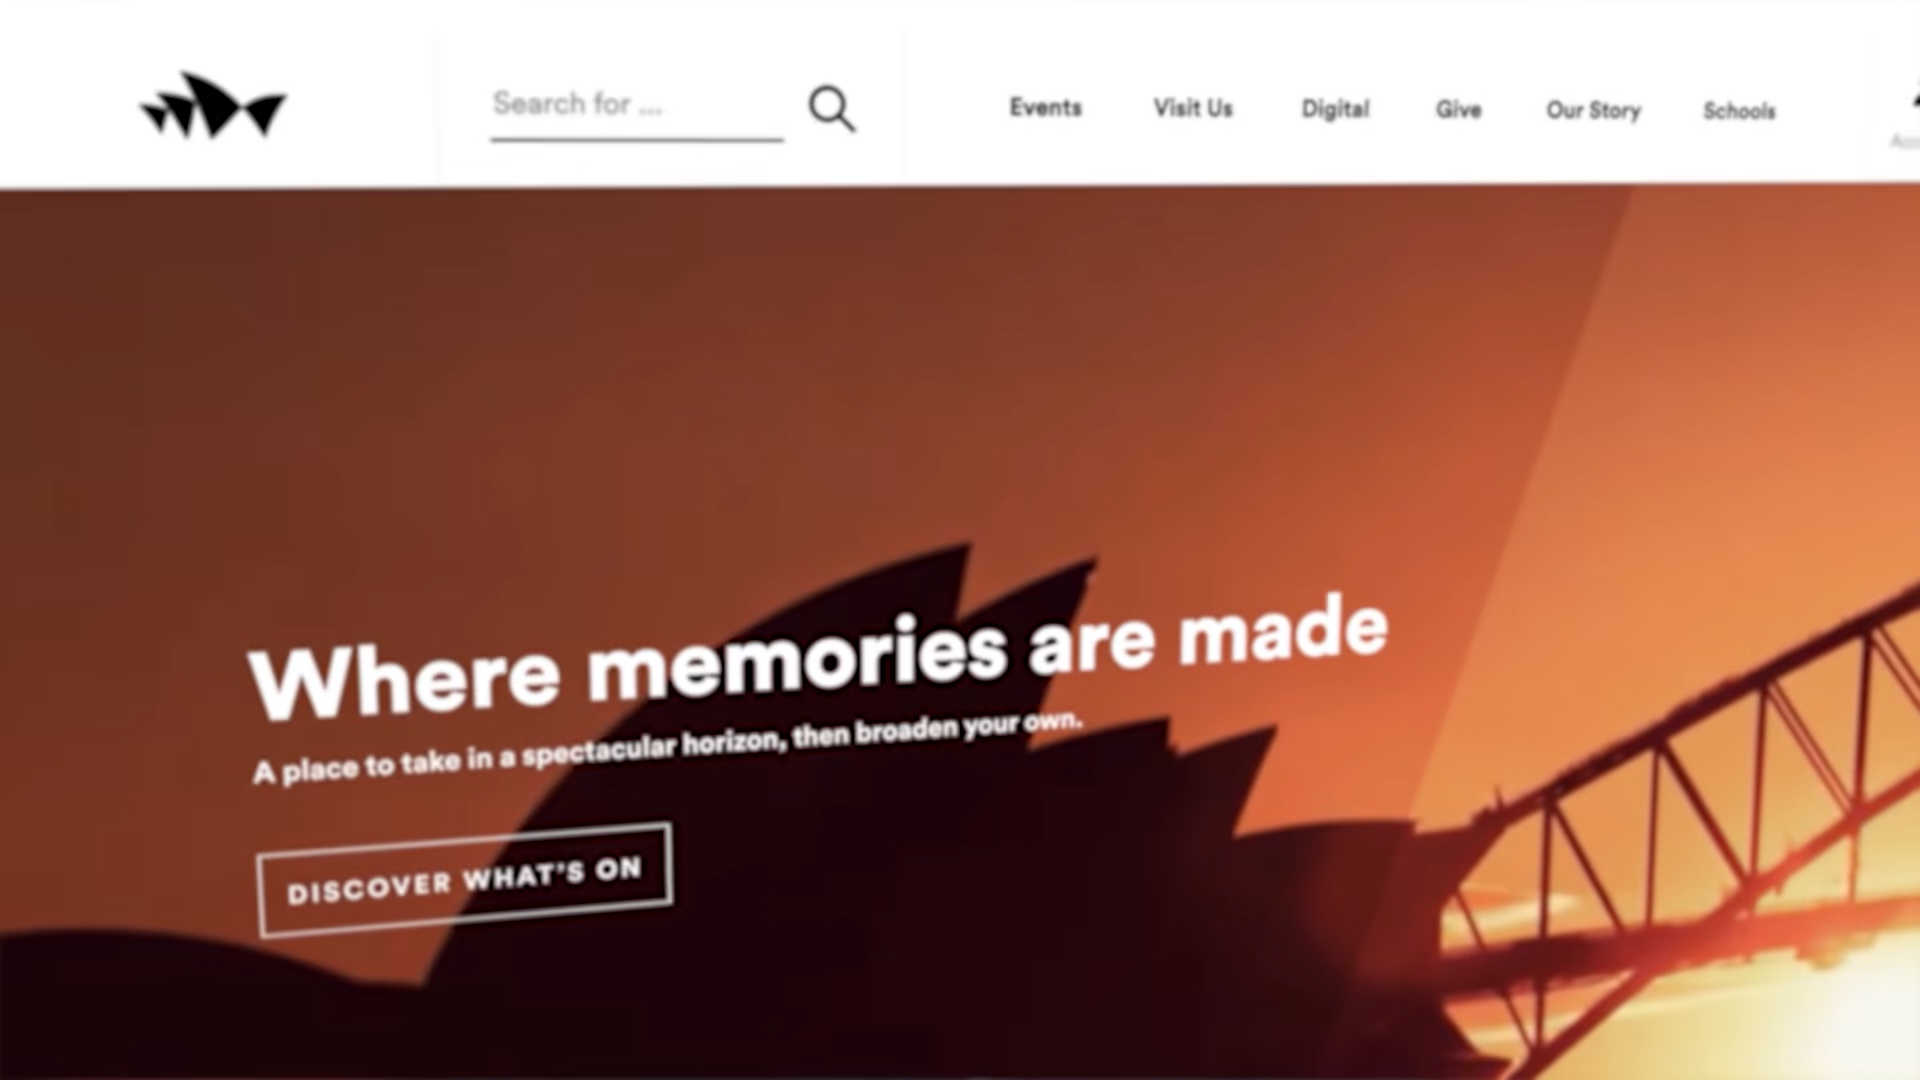 Search for ...
Events
Visit Us
Digital
Give
Our Story
Schools
Where memories are made
A place to take in a spectacular horizon, then broaden your own.
DISCOVER WHAT'S ON